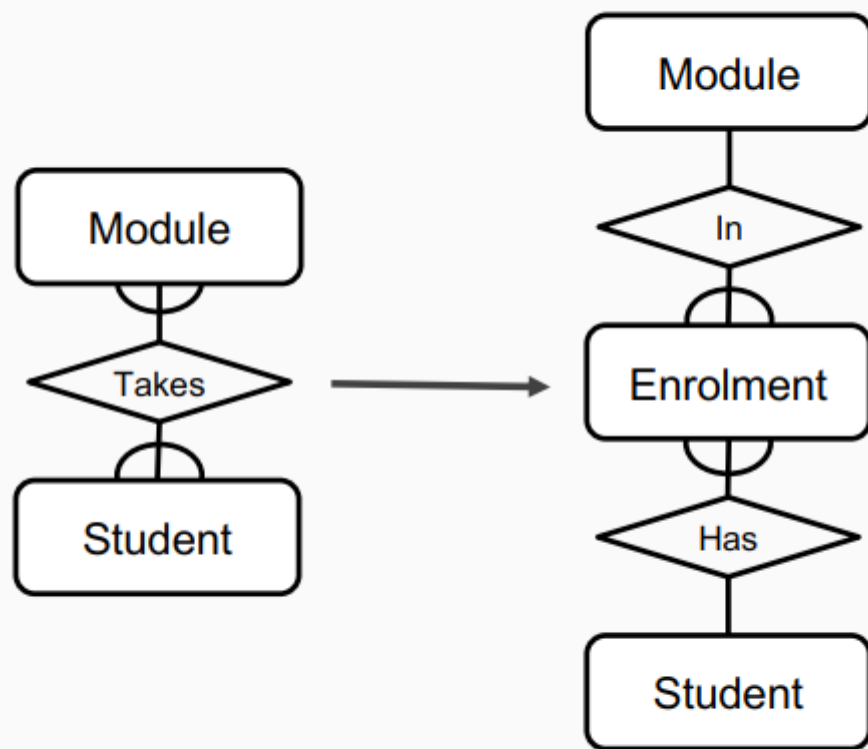 Module
Takes
Student
Module
In
Enrolment
Has
Student